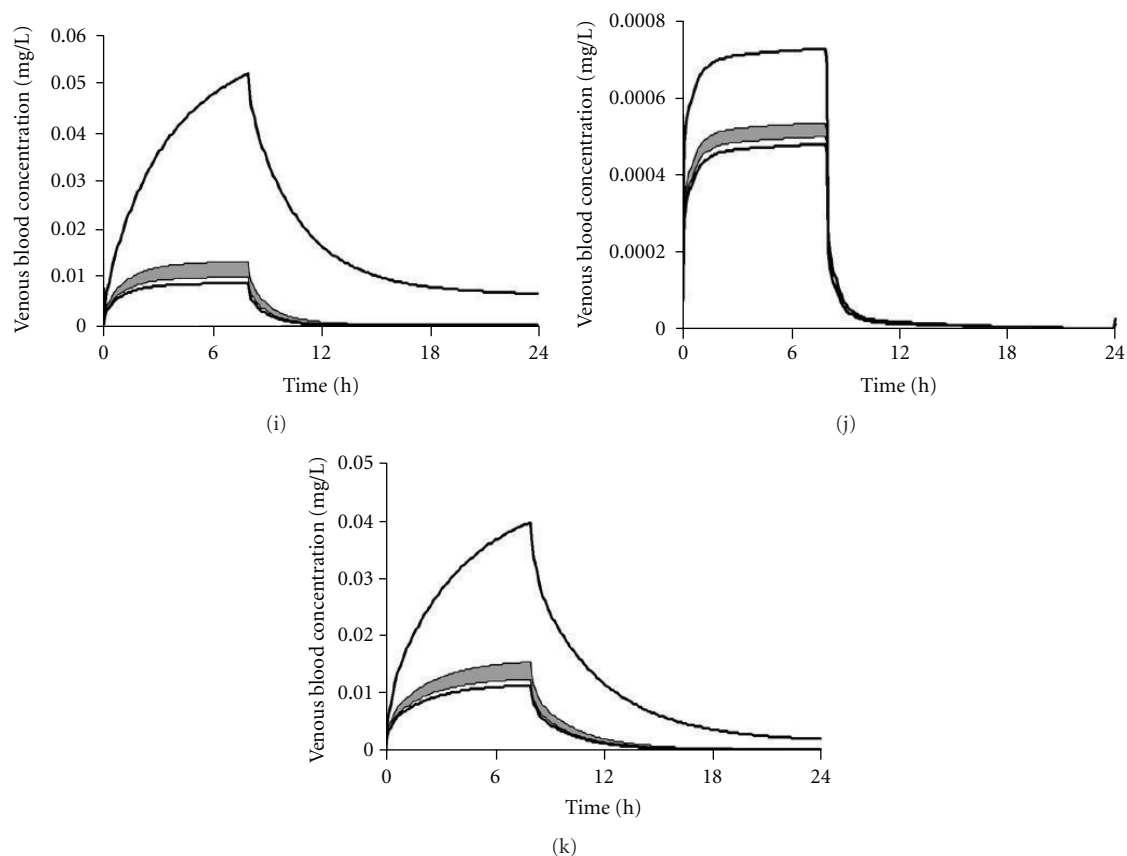 Venous blood concentration (mg/L)
0.06
0.05
0.04
0.03
0.02
0.01
0
0 6 12 18 24
Time (h)
(i)
Venous blood concentration (mg/L)
0.0008
0.0006
0.0004
0.0002
0
0 6 12 18 24
Time (h)
(j)
Venous blood concentration (mg/L)
0.05
0.04
0.03
0.02
0.01
0
0 6 12 18 24
Time (h)
(k)